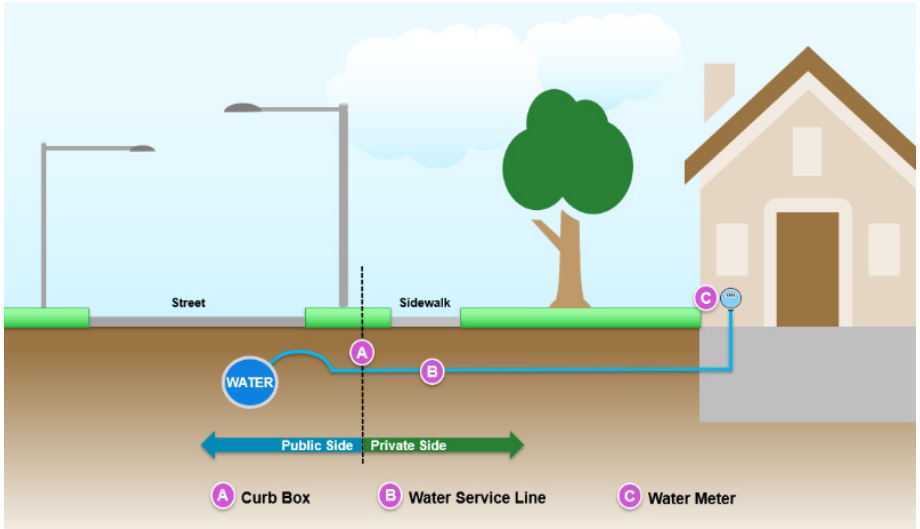 Street
Sidewalk
C
A
B
WATER
Public Side Private Side
A Curb Box B Water Service Line C Water Meter